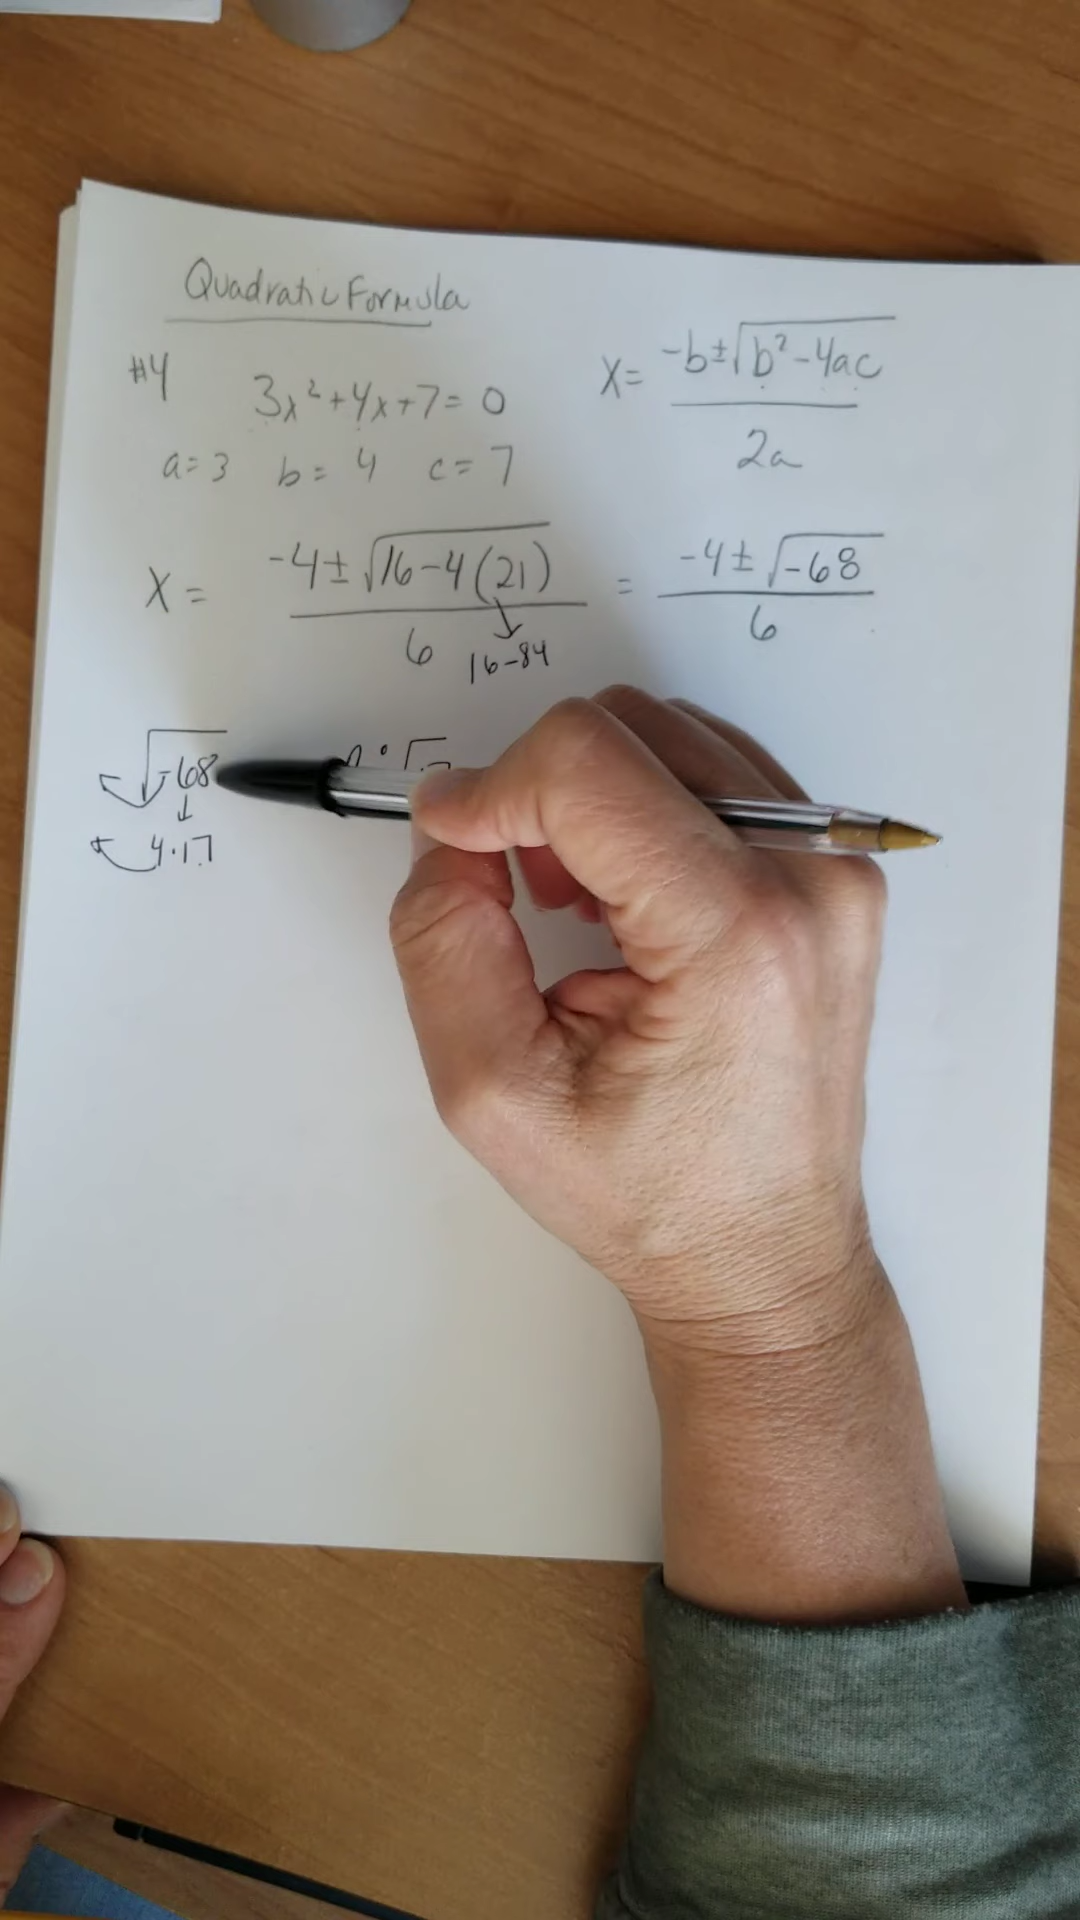 Quadratic Formula
#4 3x²+4x+7=0
x= -b±√b²-4ac / 2a
a=3 b=4 c=7
x= -4±√16-4(21) / 6 = -4±√-68 / 6
16-84
√-68
4·17